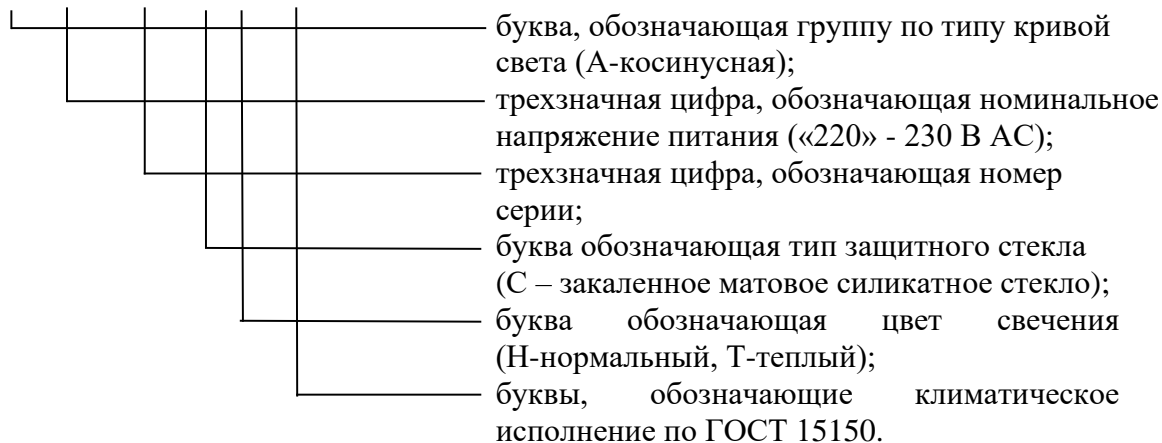 буква, обозначающая группу по типу кривой
света (А-косинусная);
трехзначная цифра, обозначающая номинальное
напряжение питания («220» - 230 В АС);
трехзначная цифра, обозначающая номер
серии;
буква обозначающая тип защитного стекла
(С – закаленное матовое силикатное стекло);
буква обозначающая цвет свечения
(Н-нормальный, Т-теплый);
буквы, обозначающие климатическое
исполнение по ГОСТ 15150.